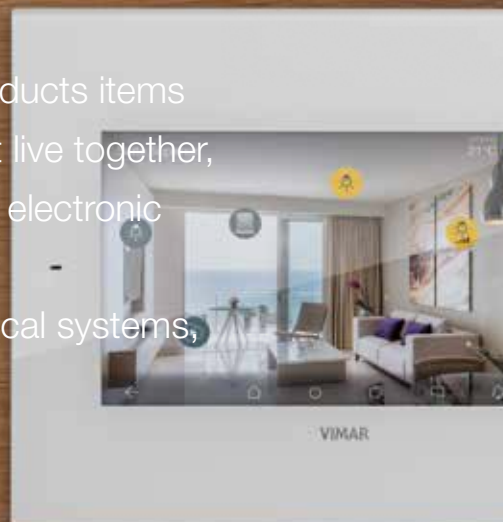 ducts items
live together,
electronic
cal systems,
VIMAR